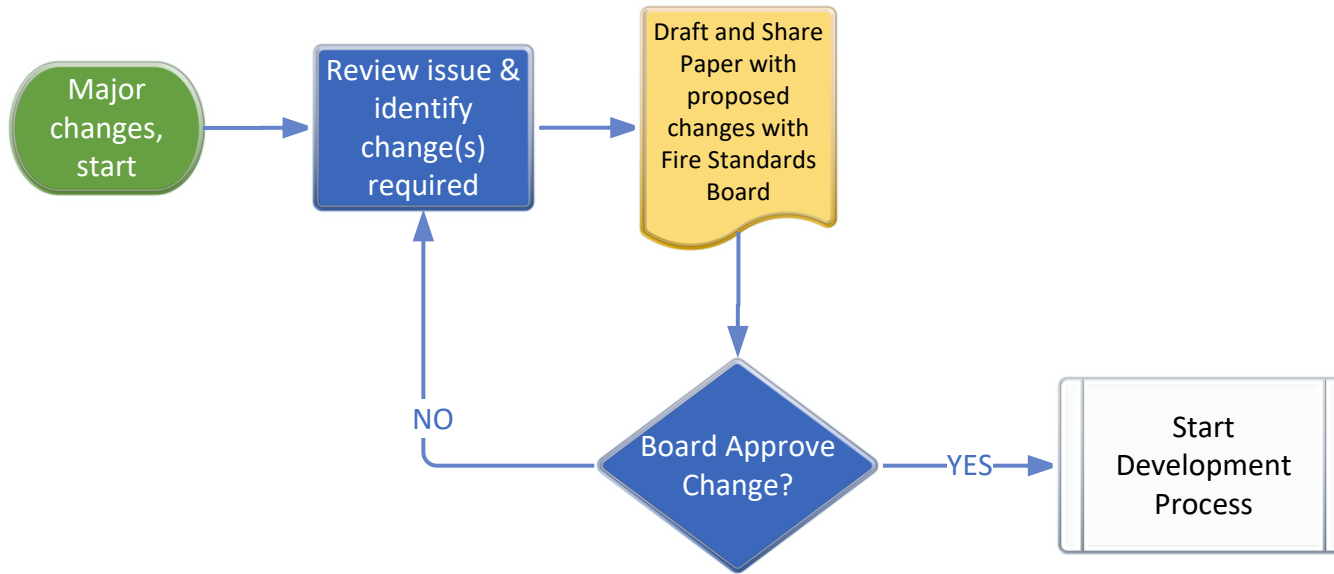 Major
changes,
start
Review issue &
identify
change(s)
required
Draft and Share
Paper with
proposed
changes with
Fire Standards
Board
Board Approve
Change?
NO
YES
Start
Development
Process